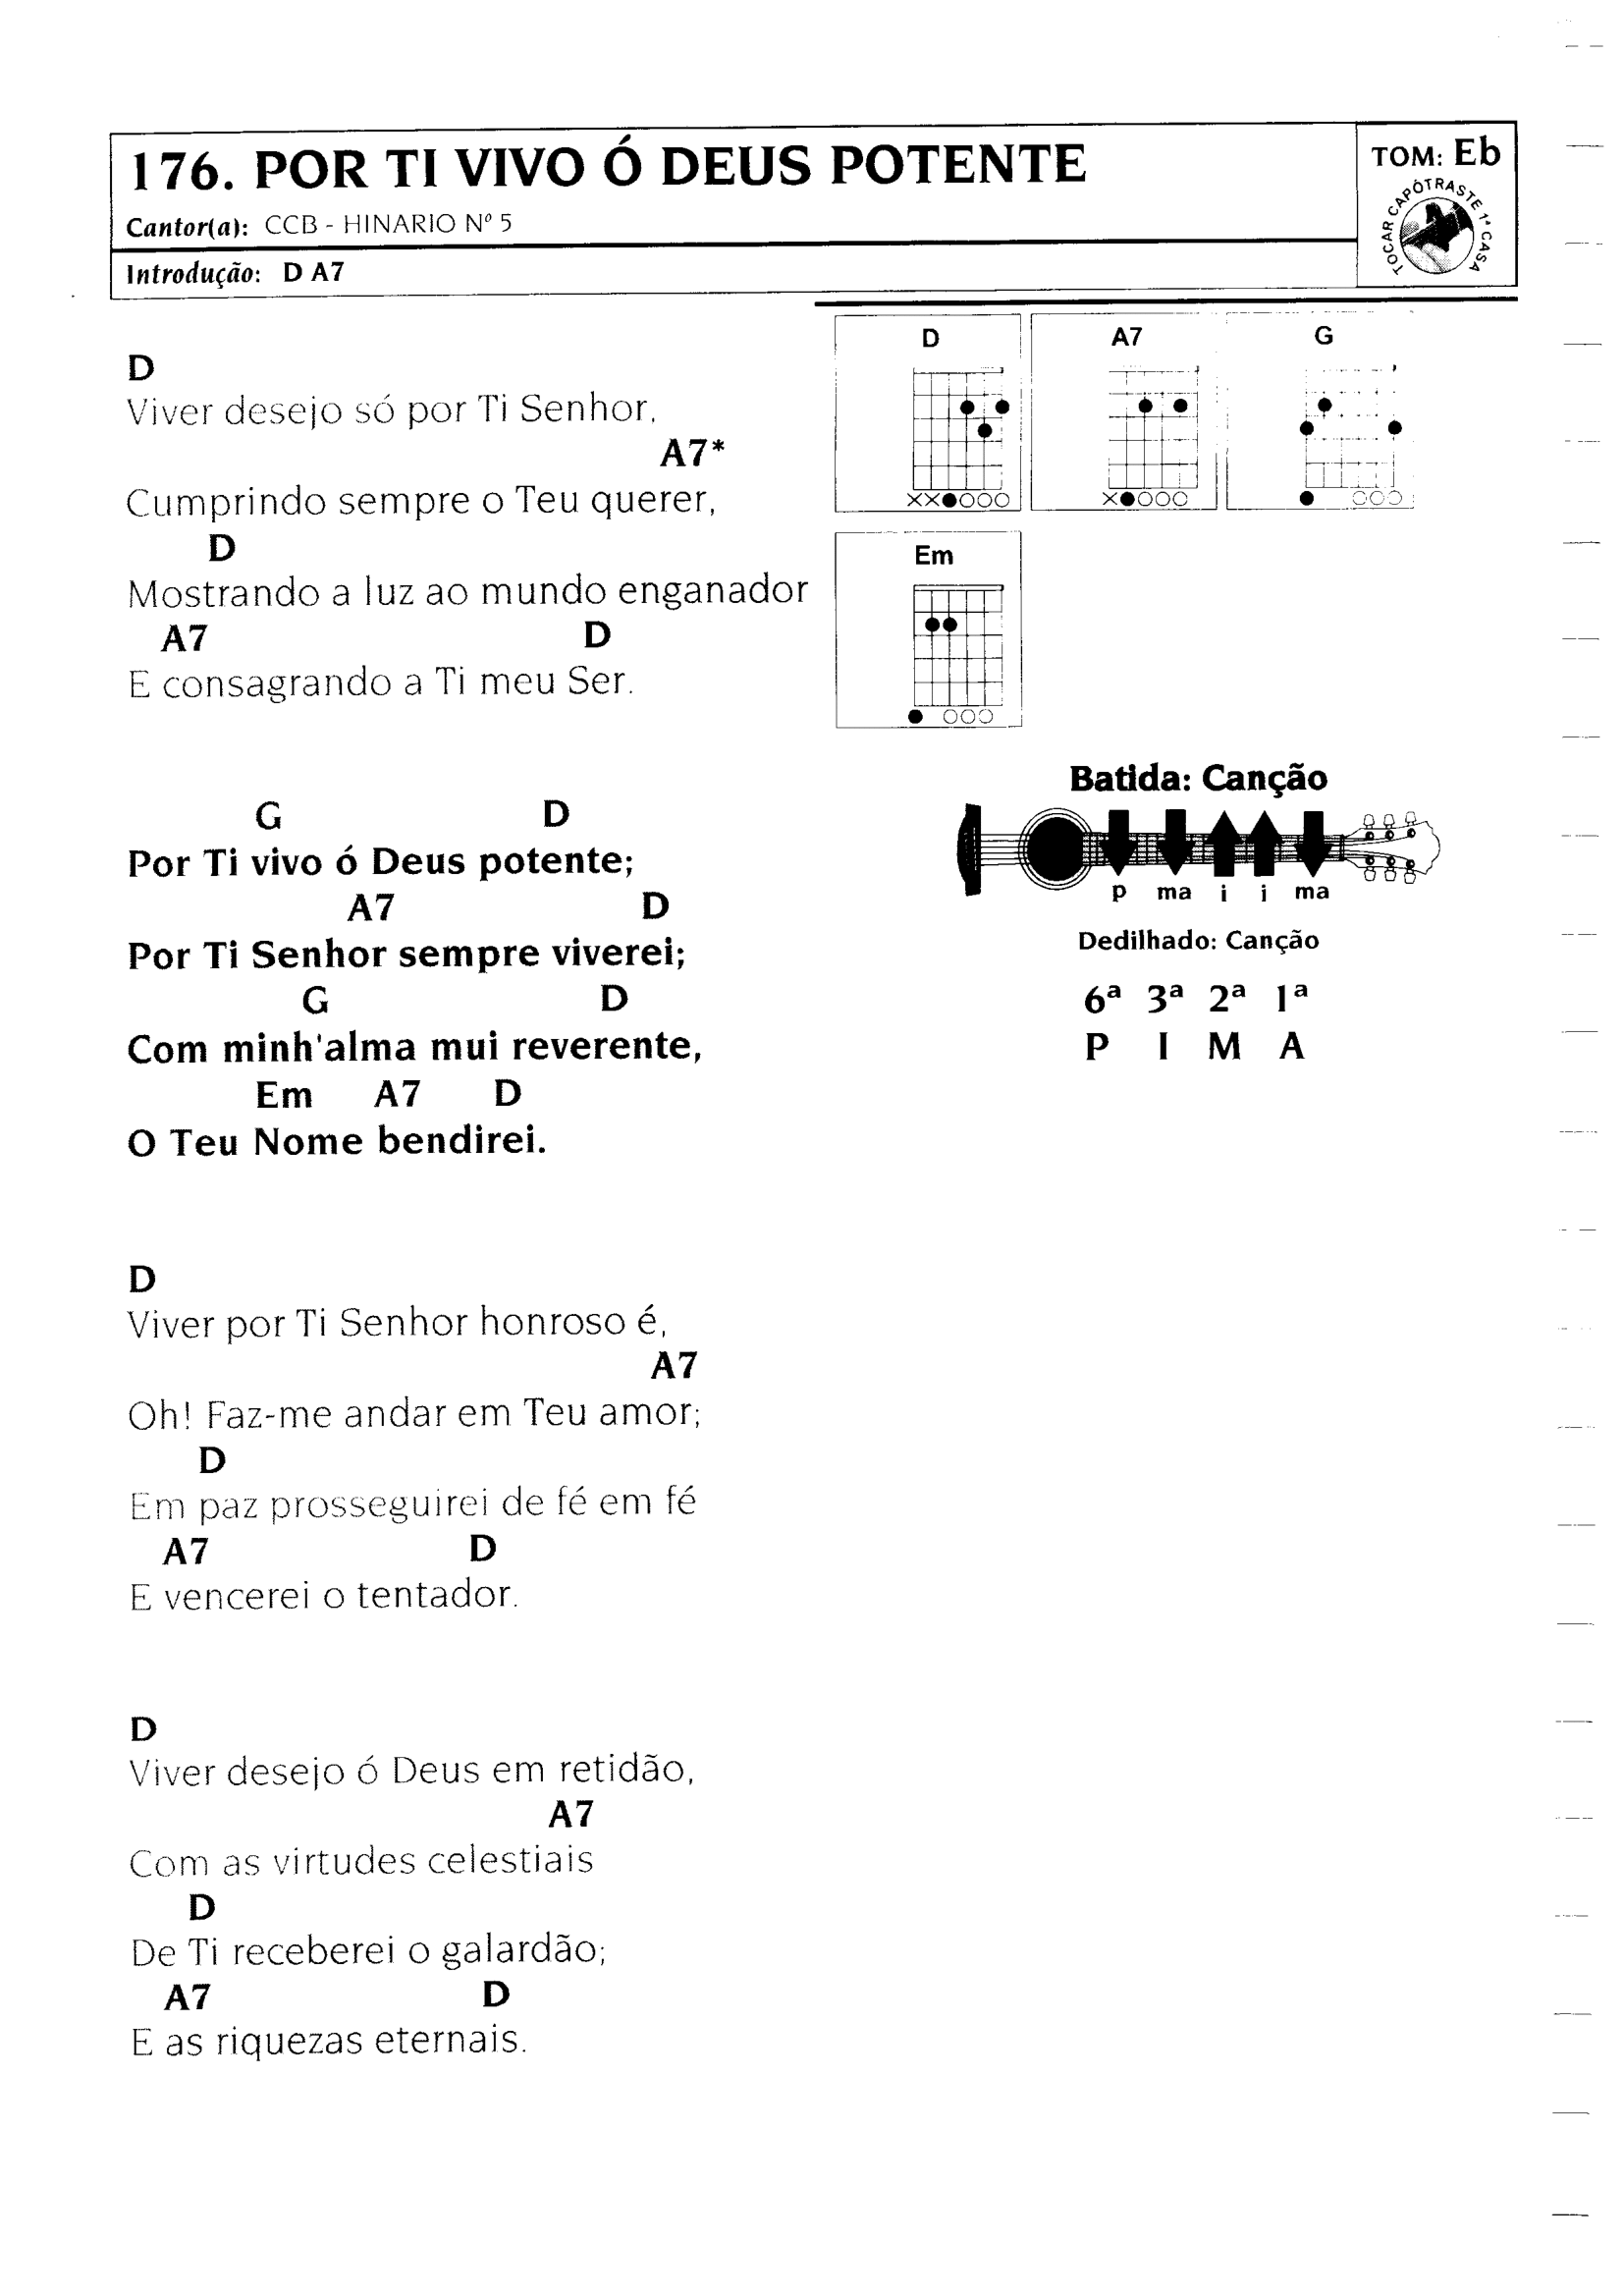 176. POR TI VIVO Ó DEUS POTENTE
Cantor(a): CCB - HINARIO Nº 5
Introdução: D A7
TOM: Eb
TOCAR CAPÔTRASTE 1ª CASA
D
Viver desejo só por Ti Senhor,
A7*
Cumprindo sempre o Teu querer,
D
Mostrando a luz ao mundo enganador
A7 D
E consagrando a Ti meu Ser.
G D
Por Ti vivo ó Deus potente;
A7 D
Por Ti Senhor sempre viverei;
G D
Com minh'alma mui reverente,
Em A7 D
O Teu Nome bendirei.
D
Viver por Ti Senhor honroso é,
A7
Oh! Faz-me andar em Teu amor;
D
Em paz prosseguirei de fé em fé
A7 D
E vencerei o tentador.
D
Viver desejo ó Deus em retidão,
A7
Com as virtudes celestiais
D
De Ti receberei o galardão;
A7 D
E as riquezas eternais.
D A7 G
Em
Batida: Canção
p ma i i ma
Dedilhado: Canção
6ª 3ª 2ª 1ª
P I M A